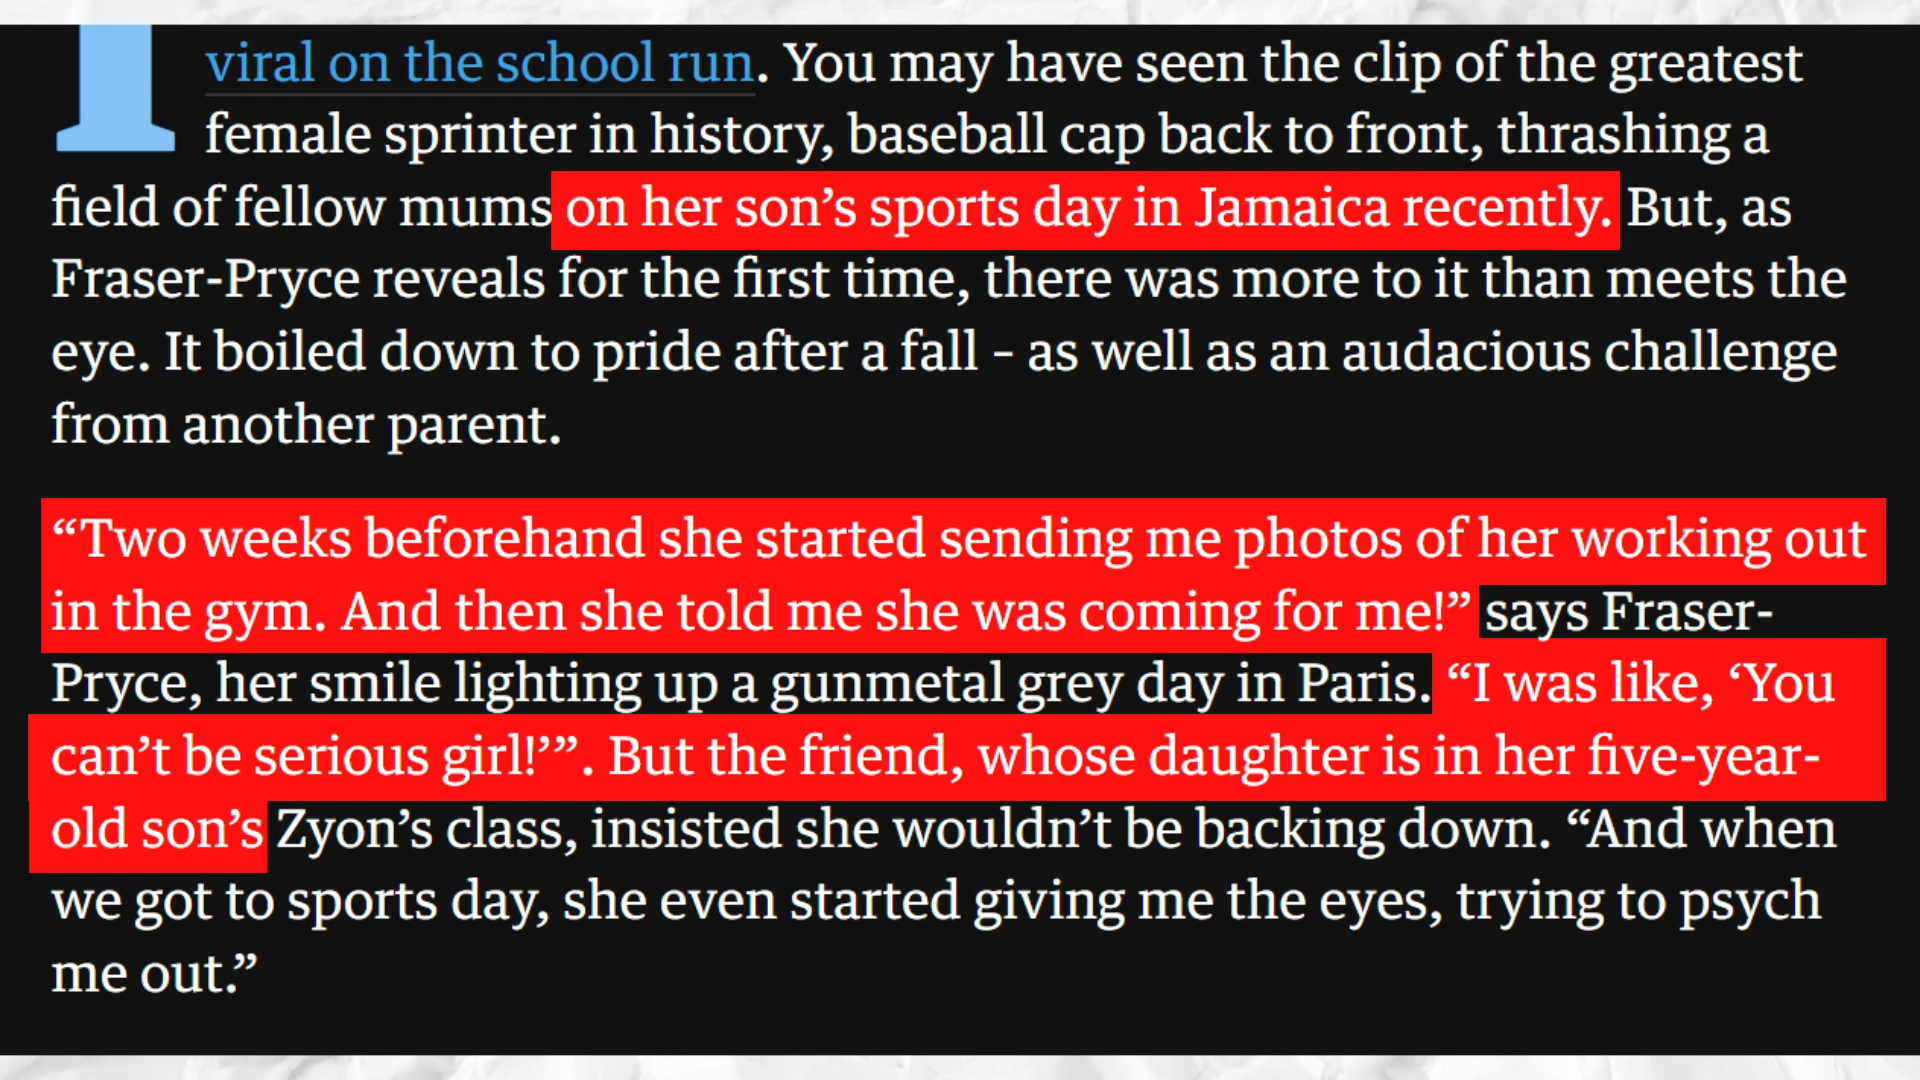 viral on the school run. You may have seen the clip of the greatest
female sprinter in history, baseball cap back to front, thrashing a
field of fellow mums on her son’s sports day in Jamaica recently. But, as
Fraser-Pryce reveals for the first time, there was more to it than meets the
eye. It boiled down to pride after a fall – as well as an audacious challenge
from another parent.
“Two weeks beforehand she started sending me photos of her working out
in the gym. And then she told me she was coming for me!” says Fraser-
Pryce, her smile lighting up a gunmetal grey day in Paris. “I was like, ‘You
can’t be serious girl!’”. But the friend, whose daughter is in her five-year-
old son’s Zyon’s class, insisted she wouldn’t be backing down. “And when
we got to sports day, she even started giving me the eyes, trying to psych
me out.”